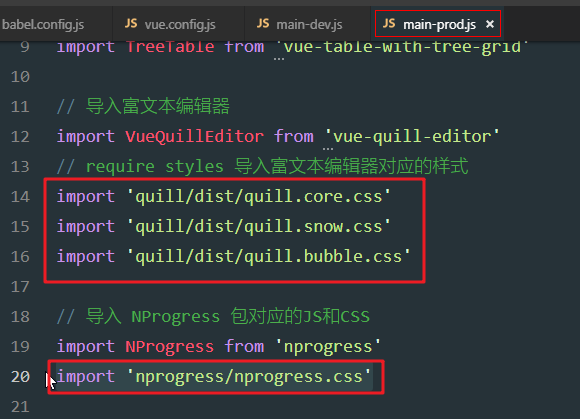 babel.config.js JS vue.config.js JS main-dev.js JS main-prod.js ×
9 import TreeTable from 'vue-table-with-tree-grid'
10
11 // 导入富文本编辑器
12 import VueQuillEditor from 'vue-quill-editor'
13 // require styles 导入富文本编辑器对应的样式
14 import 'quill/dist/quill.core.css'
15 import 'quill/dist/quill.snow.css'
16 import 'quill/dist/quill.bubble.css'
17
18 // 导入 NProgress 包对应的JS和CSS
19 import NProgress from 'nprogress'
20 import 'nprogress/nprogress.css'
21